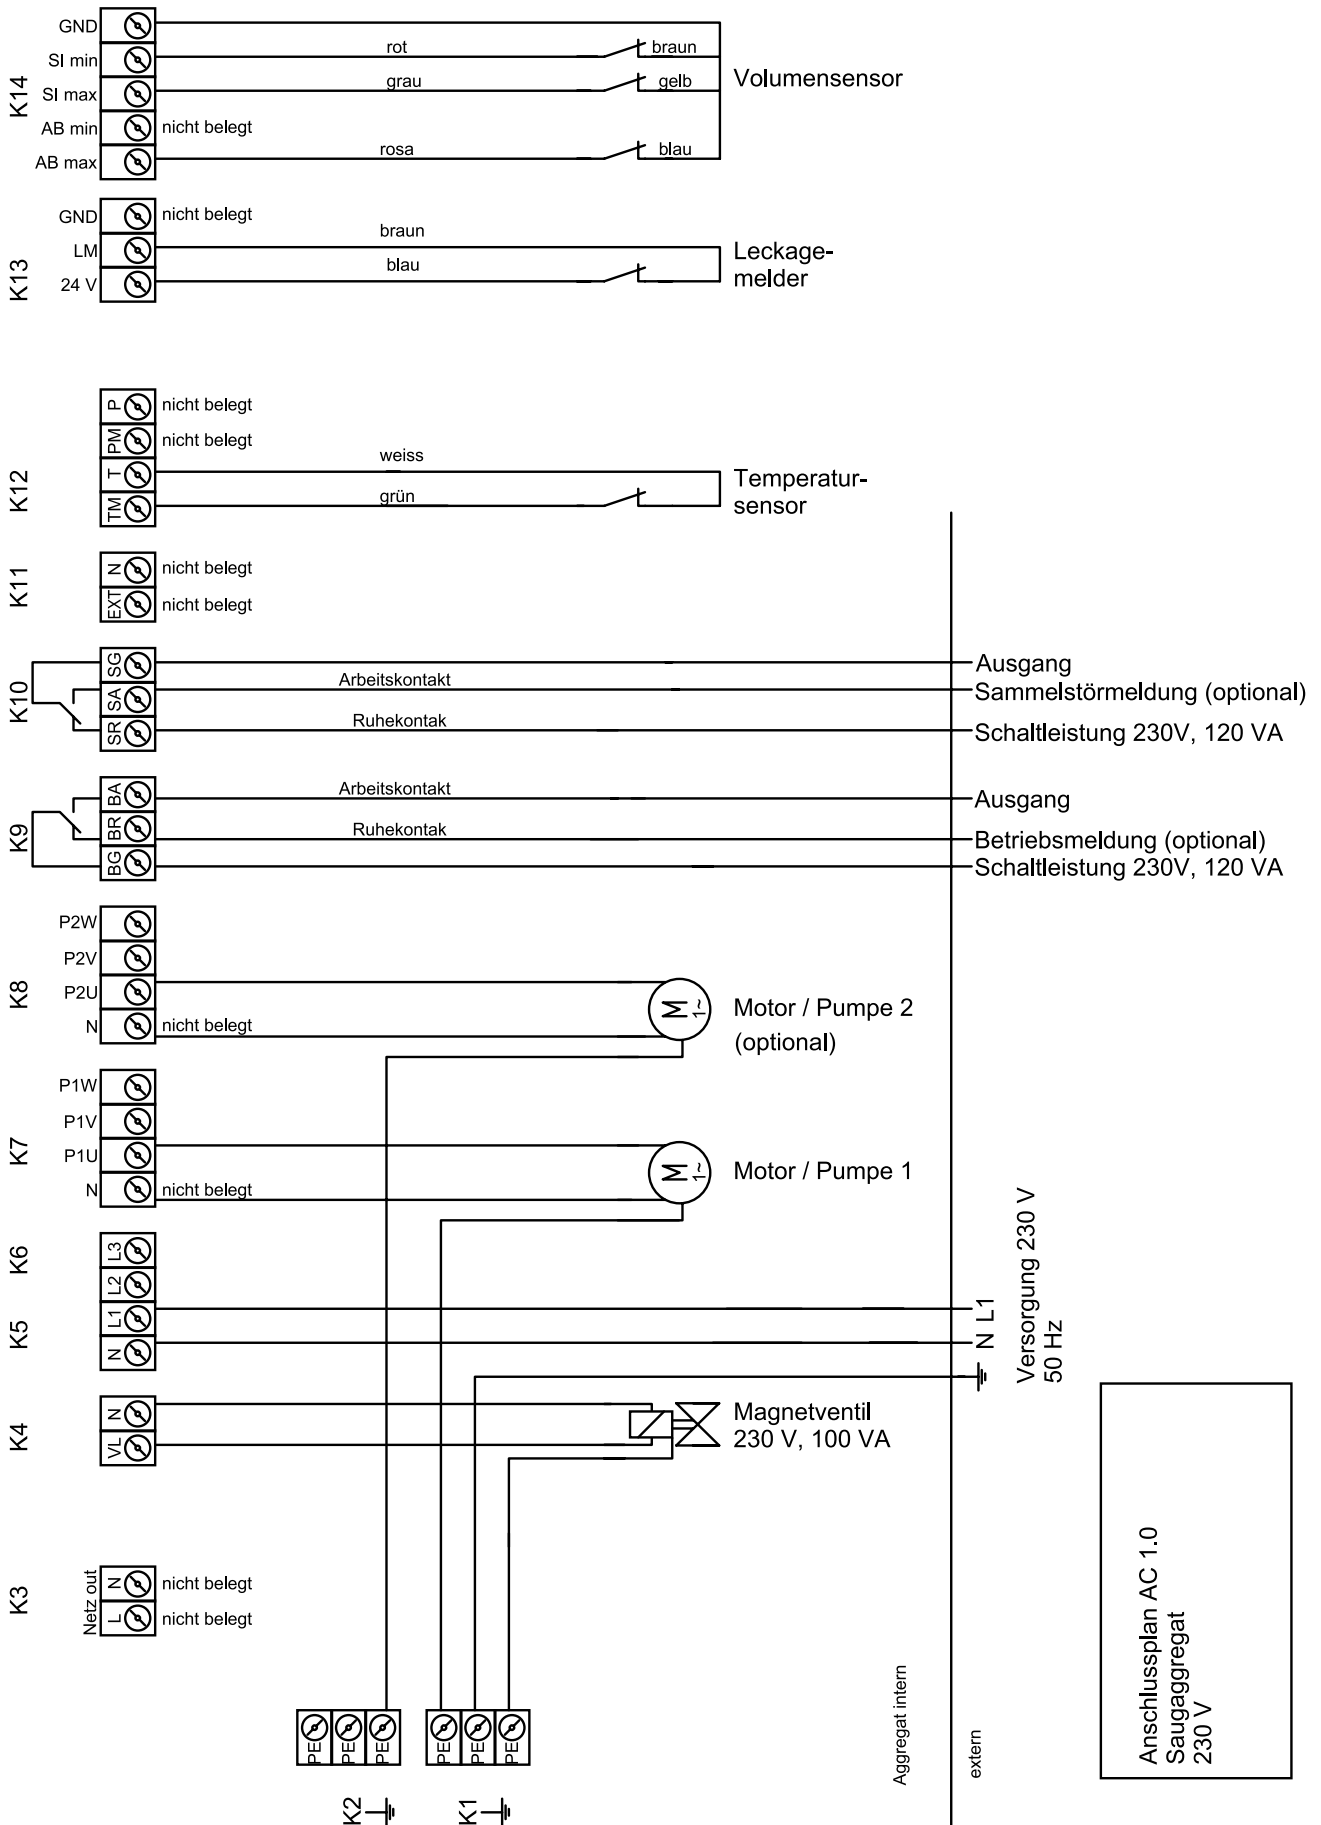 K14
GND
SI min
rot
braun
SI max
grau
gelb
Volumensensor
AB min
nicht belegt
AB max
rosa
blau
K13
GND
nicht belegt
LM
braun
24 V
blau
Leckage-
melder
K12
P
nicht belegt
PM
nicht belegt
T
weiss
TM
grün
Temperatur-
sensor
K11
N
nicht belegt
EXT
nicht belegt
K10
SG
Ausgang
SA
Arbeitskontakt
Sammelstörmeldung (optional)
SR
Ruhekontak
Schaltleistung 230V, 120 VA
K9
BA
Arbeitskontakt
Ausgang
BR
Ruhekontak
Betriebsmeldung (optional)
BG
Schaltleistung 230V, 120 VA
K8
P2W
P2V
P2U
N
nicht belegt
M
1~
Motor / Pumpe 2
(optional)
K7
P1W
P1V
P1U
N
nicht belegt
M
1~
Motor / Pumpe 1
K6
L3
L2
K5
L1
N
L1
N
Versorgung 230 V
50 Hz
K4
N
VL
Magnetventil
230 V, 100 VA
K3
Netz out
N
nicht belegt
L
nicht belegt
PE
PE
PE
K2
PE
PE
PE
K1
Aggregat intern
extern
Anschlussplan AC 1.0
Saugaggregat
230 V